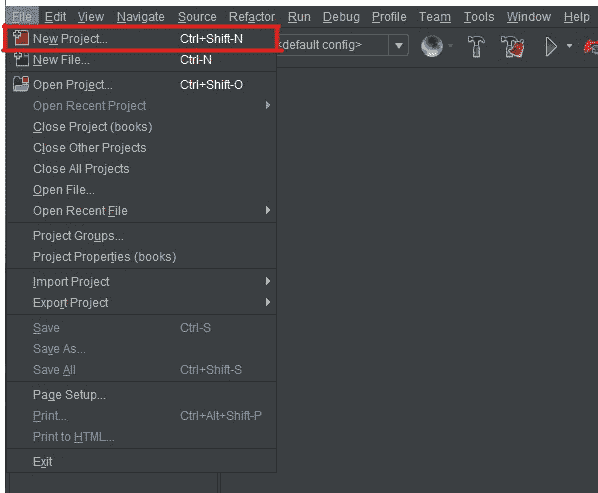 File Edit View Navigate Source Refactor Run Debug Profile Team Tools Window Help
New Project... Ctrl+Shift-N
<default config>
New File... Ctrl-N
Open Project... Ctrl+Shift-O
Open Recent Project
Close Project (books)
Close Other Projects
Close All Projects
Open File...
Open Recent File
Project Groups...
Project Properties (books)
Import Project
Export Project
Save Ctrl-S
Save As...
Save All Ctrl+Shift-S
Page Setup...
Print... Ctrl+Alt+Shift-P
Print to HTML...
Exit